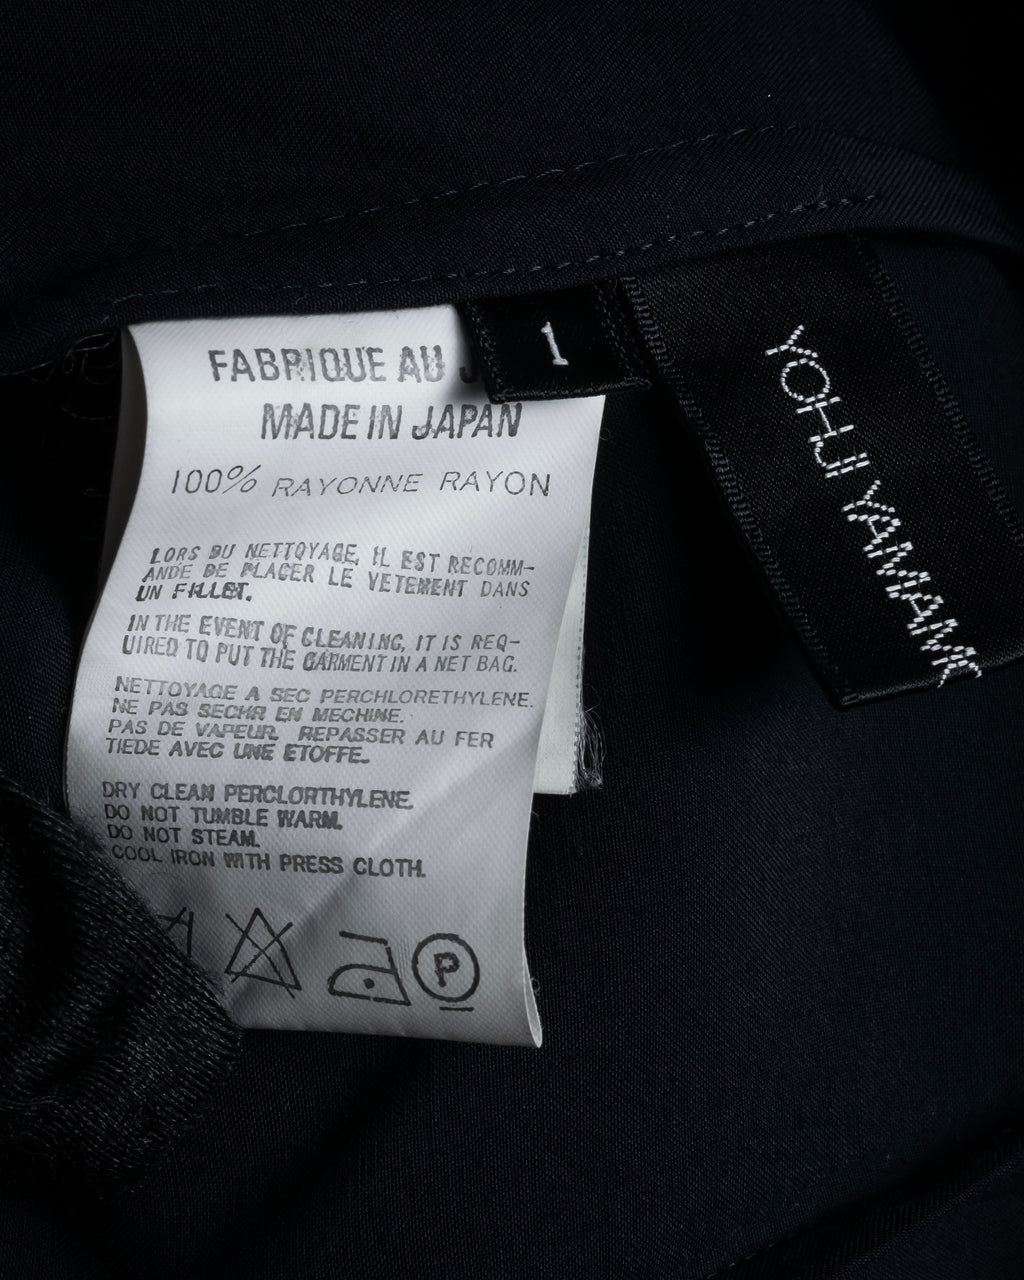 FABRIQUE AU J
MADE IN JAPAN
100% RAYONNE RAYON
LORS DU NETTOYAGE, IL EST RECOMM-
ANDE DE PLACER LE VETEMENT DANS
UN FILLET.
IN THE EVENT OF CLEANING, IT IS REQ-
UIRED TO PUT THE GARMENT IN A NET BAG.
NETTOYAGE A SEC PERCHLORETHYLENE.
NE PAS SECHR EN MECHINE.
PAS DE VAPEUR. REPASSER AU FER
TIEDE AVEC UNE ETOFFE.
DRY CLEAN PERCLORTHYLENE.
DO NOT TUMBLE WARM.
DO NOT STEAM.
COOL IRON WITH PRESS CLOTH.
P
1
YOHJI YAMAMO